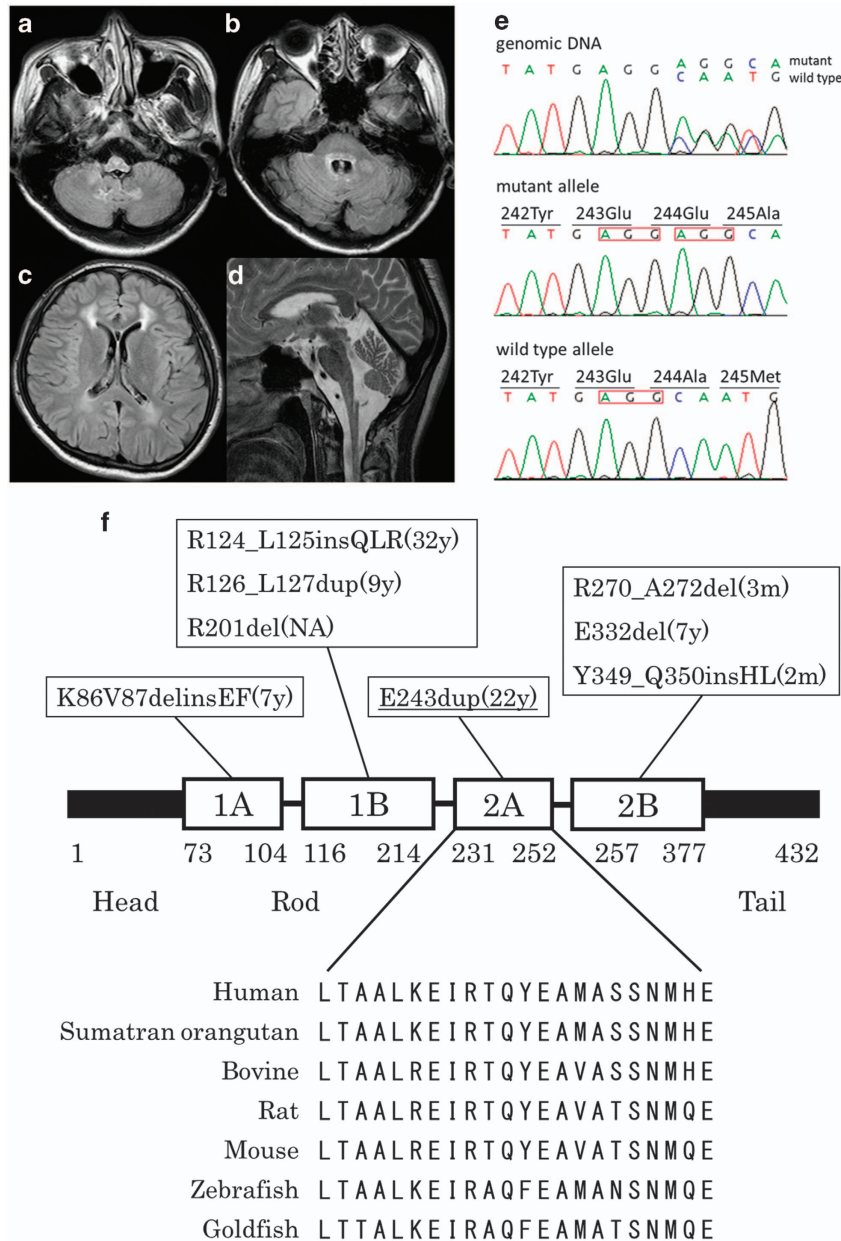 a
b
c
d
e
genomic DNA
T A T G A G G A G G C A mutant
C A A T G wild type
mutant allele
242Tyr 243Glu 244Glu 245Ala
T A T G A G G A G G C A
wild type allele
242Tyr 243Glu 244Ala 245Met
T A T G A G G C A A T G
f
R124_L125insQLR(32y)
R126_L127dup(9y)
R201del(NA)
R270_A272del(3m)
E332del(7y)
Y349_Q350insHL(2m)
K86V87delinsEF(7y)
E243dup(22y)
1A 1B 2A 2B
1 73 104 116 214 231 252 257 377 432
Head Rod Tail
Human LTAALKEIRTQYEAMASSNMHE
Sumatran orangutan LTAALKEIRTQYEAMASSNMHE
Bovine LTAALREIRTQYEAVASSNMHE
Rat LTAALREIRTQYEAVATSNMQE
Mouse LTAALREIRTQYEAVATSNMQE
Zebrafish LTAALKEIRAQFEAMANSNMQE
Goldfish LTTALKEIRAQFEAMATSNMQE